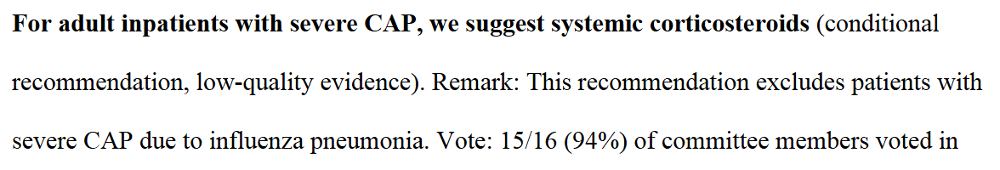 For adult inpatients with severe CAP, we suggest systemic corticosteroids (conditional
recommendation, low-quality evidence). Remark: This recommendation excludes patients with
severe CAP due to influenza pneumonia. Vote: 15/16 (94%) of committee members voted in